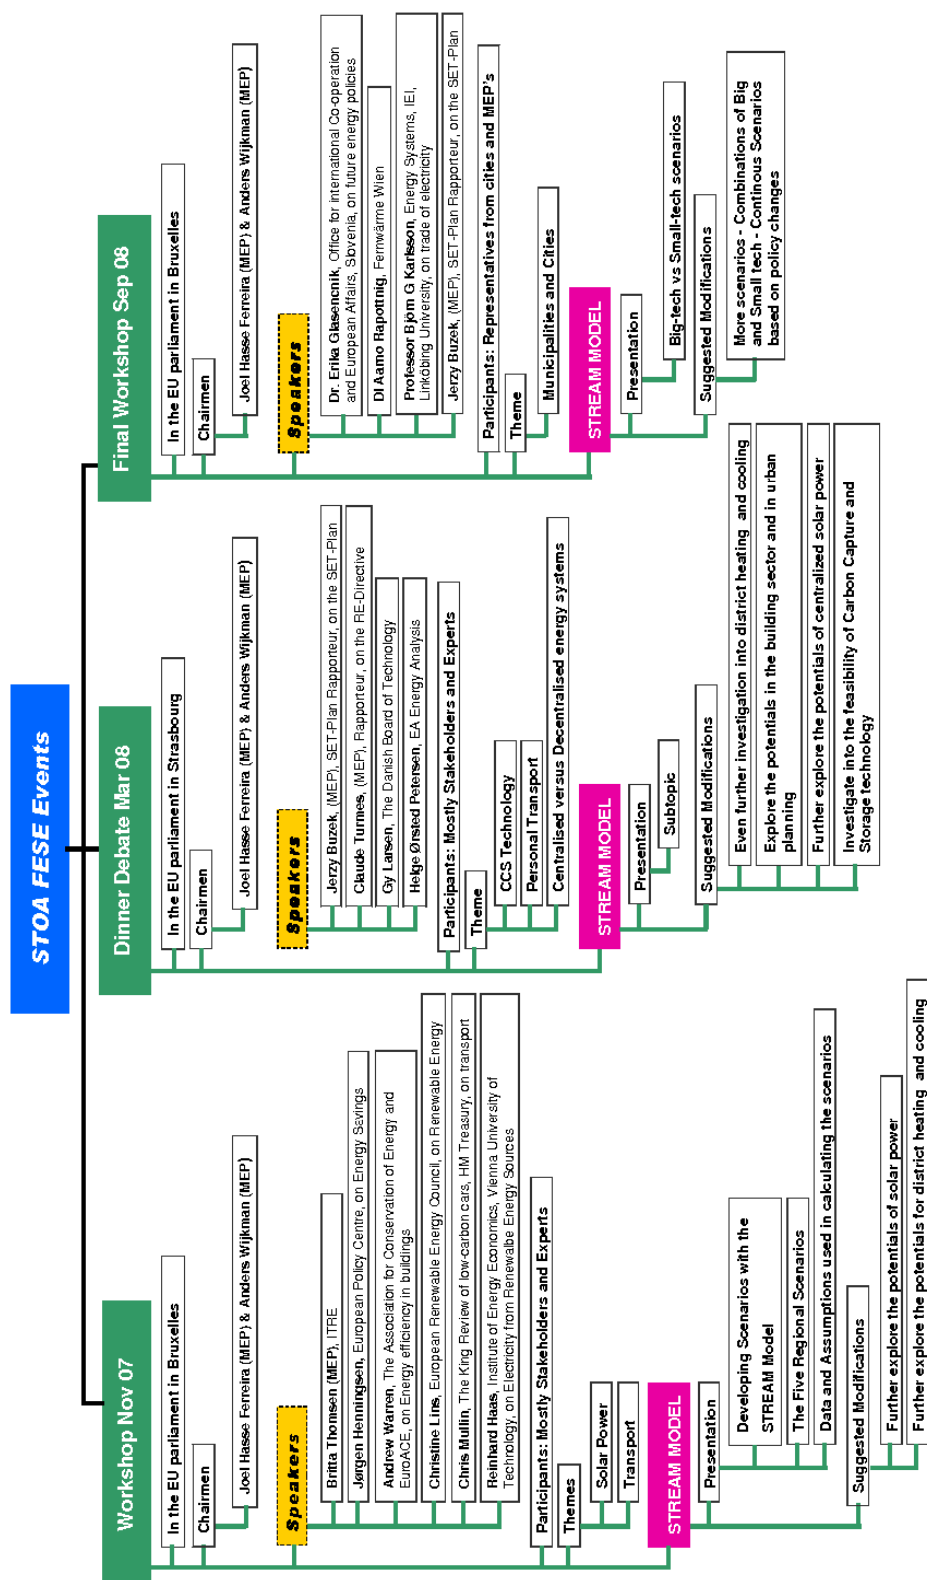 STOA FESE Events
Workshop Nov 07
In the EU parliament in Bruxelles
Chairmen
Joel Hasse Ferreira (MEP) & Anders Wijkman (MEP)
Speakers
Britta Thomsen (MEP), ITRE
Jørgen Henningsen, European Policy Centre, on Energy Savings
Andrew Warren, The Association for Conservation of Energy and
EuroACE, on Energy efficiency in buildings
Christine Lins, European Renewable Energy Council, on Renewable Energy
Chris Mullin, The King Review of low-carbon cars, HM Treasury, on transport
Reinhard Haas, Institute of Energy Economics, Vienna University of
Technology, on Electricity from Renewalbe Energy Sources
Participants: Mostly Stakeholders and Experts
Themes
Solar Power
Transport
STREAM MODEL
Presentation
Developing Scenarios with the
STREAM Model
The Five Regional Scenarios
Data and Assumptions used in calculating the scenarios
Suggested Modifications
Further explore the potentials of solar power
Further explore the potentials for district heating and cooling
Dinner Debate Mar 08
In the EU parliament in Strasbourg
Chairmen
Joel Hasse Ferreira (MEP) & Anders Wijkman (MEP)
Speakers
Jerzy Buzek, (MEP), SET-Plan Rapporteur, on the SET-Plan
Claude Turmes, (MEP), Rapporteur, on the RE-Directive
Gy Larsen, The Danish Board of Technology
Helge Ørsted Petersen, EA Energy Analysis
Participants: Mostly Stakeholders and Experts
Theme
CCS Technology
Personal Transport
Centralised versus Decentralised energy systems
STREAM MODEL
Presentation
Subtopic
Suggested Modifications
Even further investigation into district heating and cooling
Explore the potentials in the building sector and in urban
planning
Further explore the potentials of centralized solar power
Investigate into the feasibility of Carbon Capture and
Storage technology
Final Workshop Sep 08
In the EU parliament in Bruxelles
Chairmen
Joel Hasse Ferreira (MEP) & Anders Wijkman (MEP)
Speakers
Dr. Erika Glasencnik, Office for international Co-operation
and European Affairs, Slovenia, on future energy policies
DI Aarno Rapottnig, Fernwärme Wien
Professor Björn G Karlsson, Energy Systems, IEI,
Linköbing University, on trade of electricity
Jerzy Buzek, (MEP), SET-Plan Rapporteur, on the SET-Plan
Participants: Representatives from cities and MEP's
Theme
Municipalities and Cities
STREAM MODEL
Presentation
Big-tech vs Small-tech scenarios
Suggested Modifications
More scenarios - Combinations of Big
and Small tech - Continous Scenarios
based on policy changes